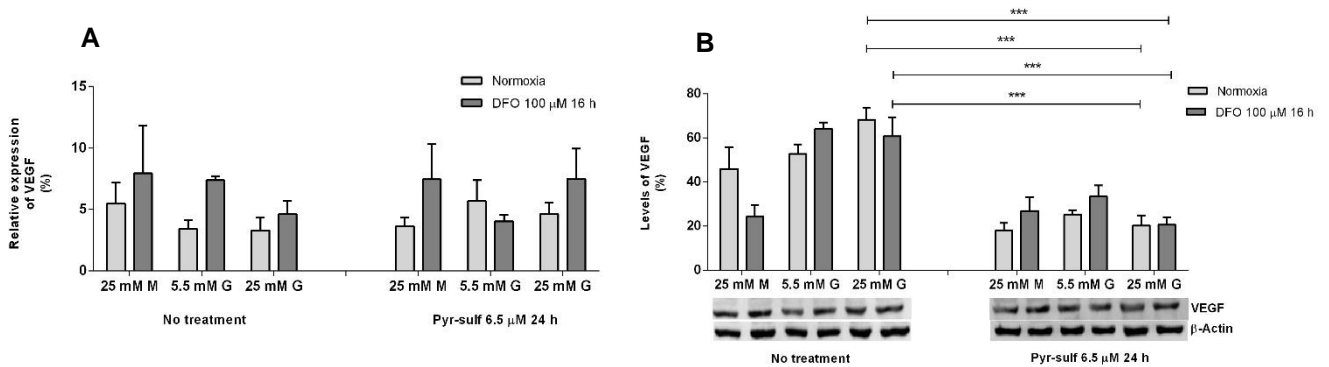 A
15
10
5
0
Relative expression
of VEGF
(%)
Normoxia
DFO 100 μM 16 h
25 mM M 5.5 mM G 25 mM G 25 mM M 5.5 mM G 25 mM G
No treatment Pyr-sulf 6.5 μM 24 h
B
***
***
***
***
80
60
40
20
0
Levels of VEGF
(%)
Normoxia
DFO 100 μM 16 h
25 mM M 5.5 mM G 25 mM G 25 mM M 5.5 mM G 25 mM G
VEGF
β-Actin
No treatment Pyr-sulf 6.5 μM 24 h